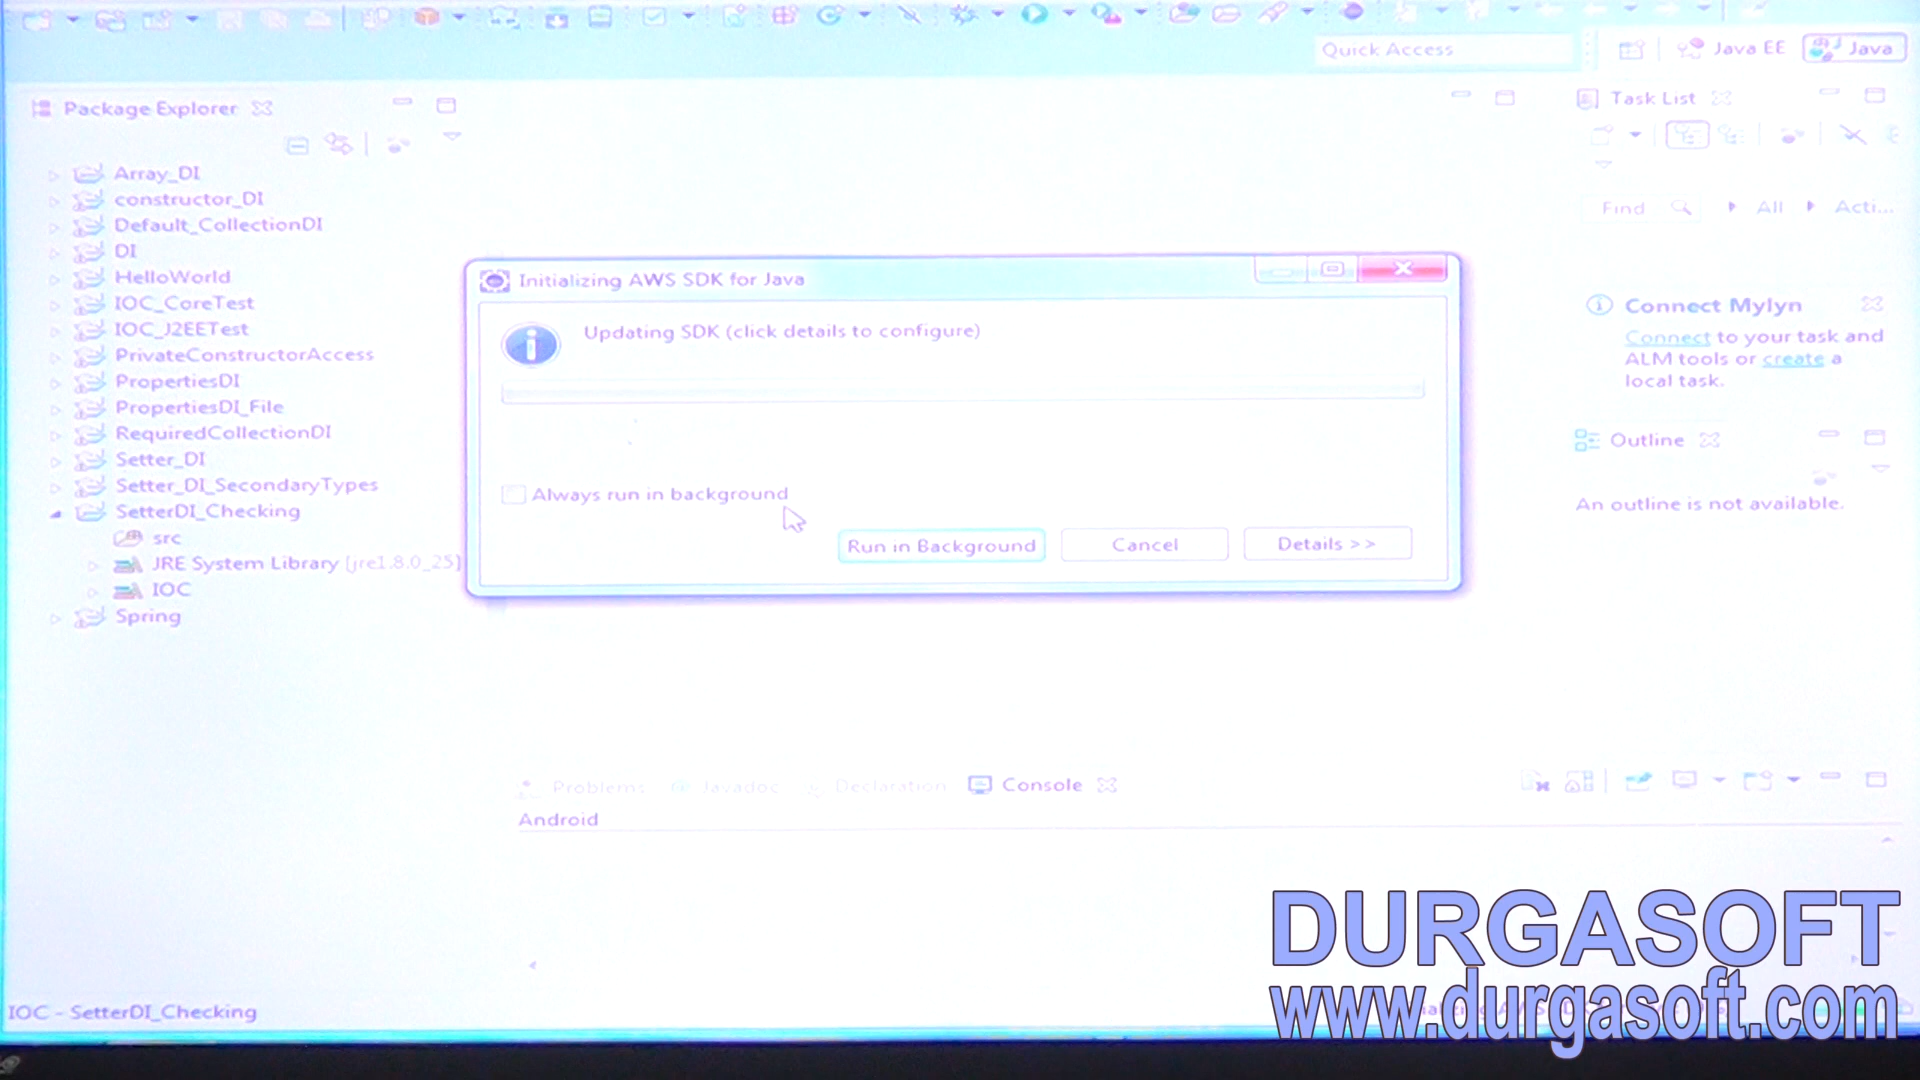 Quick Access
Java EE
Java
Package Explorer
Task List
Array_DI
constructor_DI
Default_CollectionDI
DI
HelloWorld
IOC_CoreTest
IOC_J2EETest
PrivateConstructorAccess
PropertiesDI
PropertiesDI_File
RequiredCollectionDI
Setter_DI
Setter_DI_SecondaryTypes
SetterDI_Checking
src
JRE System Library [jre1.8.0_25]
IOC
Spring
Initializing AWS SDK for Java
Updating SDK (click details to configure)
Always run in background
Run in Background
Cancel
Details >>
Find
All
Acti...
Connect Mylyn
Connect to your task and
ALM tools or create a
local task.
Outline
An outline is not available.
Problems
Javadoc
Declaration
Console
Android
IOC - SetterDI_Checking
DURGASOFT
www.durgasoft.com